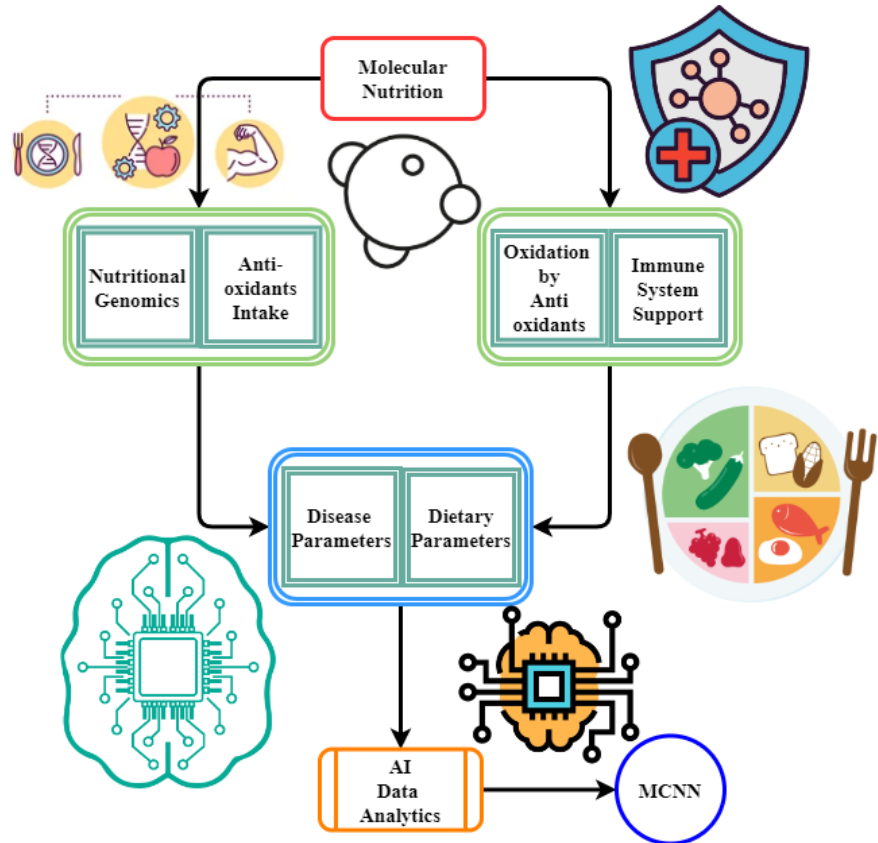 Molecular
Nutrition
Nutritional
Genomics
Anti-
oxidants
Intake
Oxidation
by
Anti
oxidants
Immune
System
Support
Disease
Parameters
Dietary
Parameters
AI
Data
Analytics
MCNN